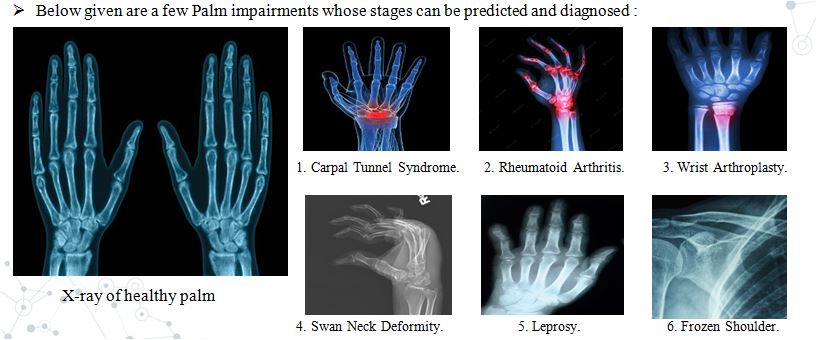 ➤ Below given are a few Palm impairments whose stages can be predicted and diagnosed :
1. Carpal Tunnel Syndrome.
2. Rheumatoid Arthritis.
3. Wrist Arthroplasty.
X-ray of healthy palm
4. Swan Neck Deformity.
5. Leprosy.
6. Frozen Shoulder.
R